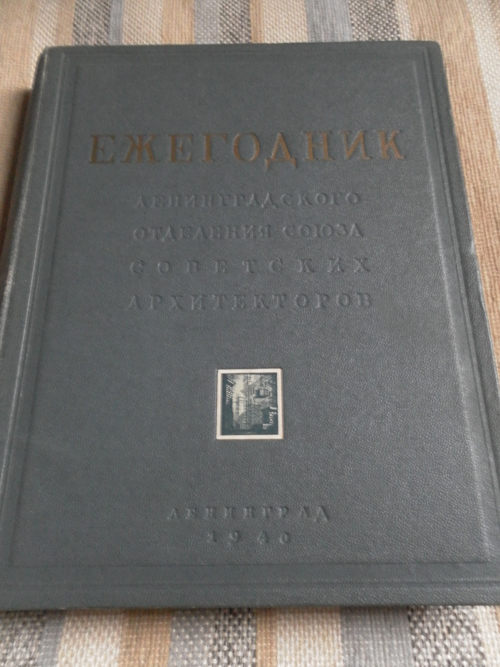 ЕЖЕГОДНИК
ЛЕНИНГРАДСКОГО
ОТДЕЛЕНИЯ СОЮЗА
СОВЕТСКИХ
АРХИТЕКТОРОВ
ЛЕНИНГРАД
1940